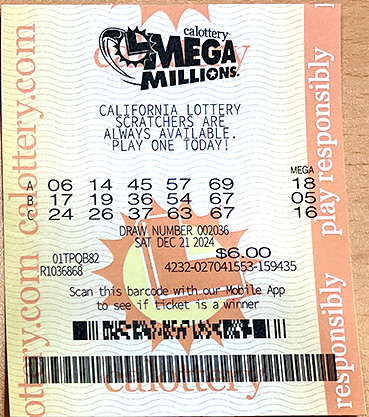 calottery
MEGA
MILLIONS
CALIFORNIA LOTTERY
SCRATCHERS ARE
ALWAYS AVAILABLE.
PLAY ONE TODAY!
MEGA
A 06 14 45 57 69 18
B 17 19 36 54 67 05
C 24 26 37 63 67 16
DRAW NUMBER 002036
SAT DEC 21 2024
$6.00
01TPQB82
R1036868 4232-027041553-159435
Scan this barcode with our Mobile App
to see if ticket is a winner
calottery.com calottery.com
play responsibly
responsibly
calottery